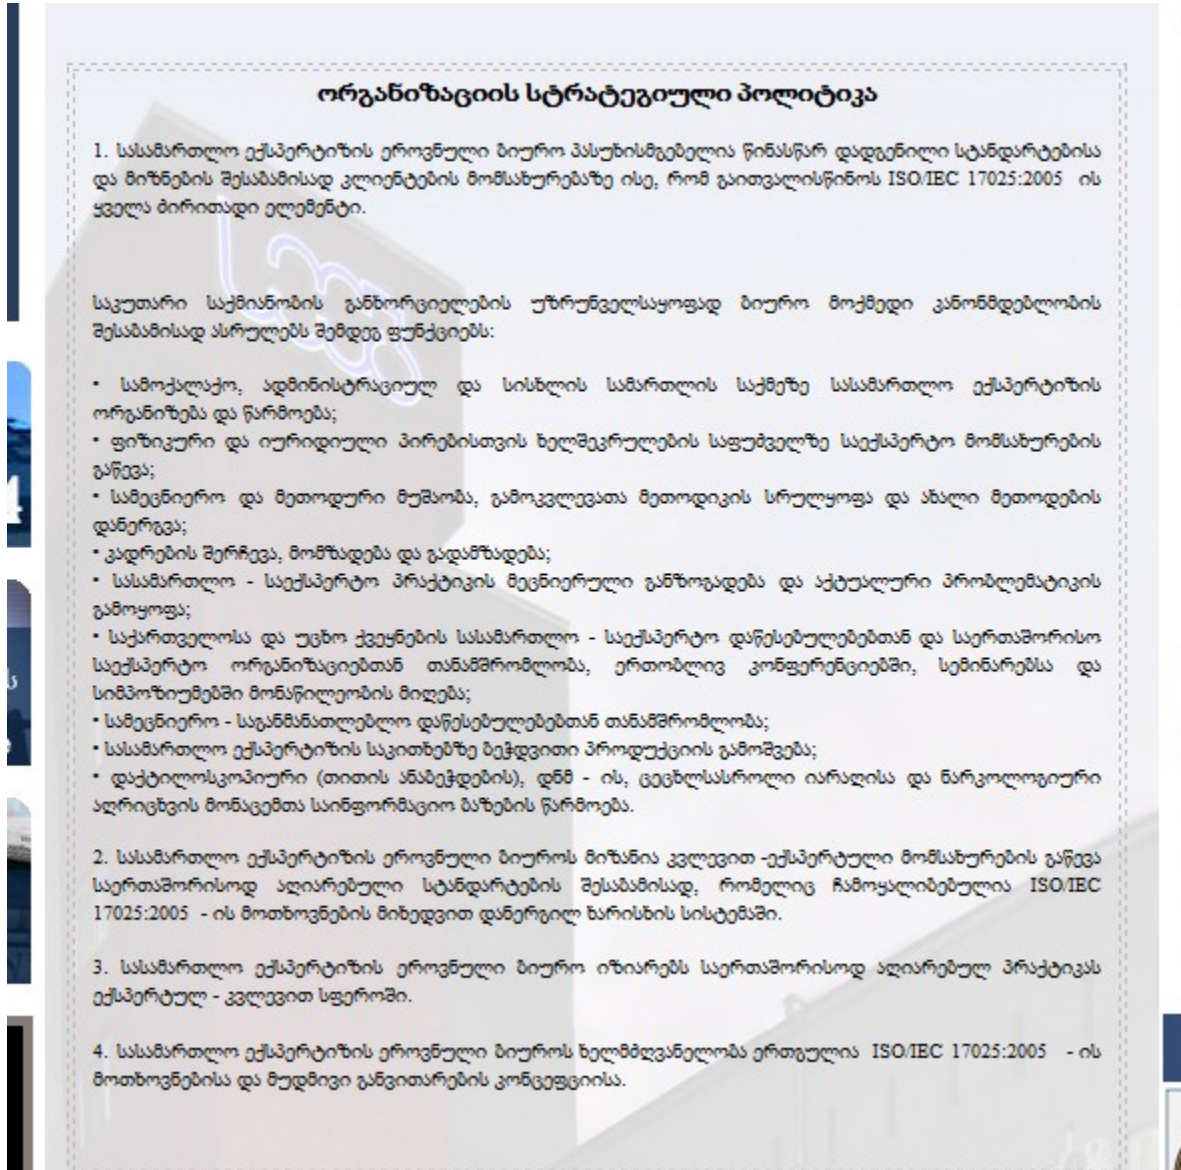 ორგანიზაციის სტრატეგიული პოლიტიკა
1. სასამართლო ექსპერტიზის ეროვნული ბიურო პასუხისმგებელია წინასწარ დადგენილი სტანდარტებისა
და მიზნების შესაბამისად კლიენტების მომსახურებაზე ისე, რომ გაითვალისწინოს ISO/IEC 17025:2005 ის
ყველა ძირითადი ელემენტი.
საკუთარი საქმიანობის განხორციელების უზრუნველსაყოფად ბიურო მოქმედი კანონმდებლობის
შესაბამისად ასრულებს შემდეგ ფუნქციებს:
• სამოქალაქო, ადმინისტრაციულ და სისხლის სამართლის საქმეზე სასამართლო ექსპერტიზის
ორგანიზება და წარმოება;
• ფიზიკური და იურიდიული პირებისთვის ხელშეკრულების საფუძველზე საექსპერტო მომსახურების
გაწევა;
• სამეცნიერო და მეთოდური მუშაობა, გამოკვლევათა მეთოდიკის სრულყოფა და ახალი მეთოდების
დანერგვა;
• კადრების შერჩევა, მომზადება და გადამზადება;
• სასამართლო - საექსპერტო პრაქტიკის მეცნიერული განზოგადება და აქტუალური პრობლემატიკის
გამოყოფა;
• საქართველოსა და უცხო ქვეყნების სასამართლო - საექსპერტო დაწესებულებებთან და საერთაშორისო
საექსპერტო ორგანიზაციებთან თანამშრომლობა, ერთობლივ კონფერენციებში, სემინარებსა და
სიმპოზიუმებში მონაწილეობის მიღება;
• სამეცნიერო - საგანმანათლებლო დაწესებულებებთან თანამშრომლობა;
• სასამართლო ექსპერტიზის საკითხებზე ბეჭდვითი პროდუქციის გამოშვება;
• დაქტილოსკოპიური (თითის ანაბეჭდების), დნმ - ის, ცეცხლსასროლი იარაღისა და ნარკოლოგიური
აღრიცხვის მონაცემთა საინფორმაციო ბაზების წარმოება.
2. სასამართლო ექსპერტიზის ეროვნული ბიუროს მიზანია კვლევით -ექსპერტული მომსახურების გაწევა
საერთაშორისოდ აღიარებული სტანდარტების შესაბამისად, რომელიც ჩამოყალიბებულია ISO/IEC
17025:2005 - ის მოთხოვნების მიხედვით დანერგილ ხარისხის სისტემაში.
3. სასამართლო ექსპერტიზის ეროვნული ბიურო იზიარებს საერთაშორისოდ აღიარებულ პრაქტიკას
ექსპერტულ - კვლევით სფეროში.
4. სასამართლო ექსპერტიზის ეროვნული ბიუროს ხელმძღვანელობა ერთგულია ISO/IEC 17025:2005 - ის
მოთხოვნებისა და მუდმივი განვითარების კონცეფციისა.